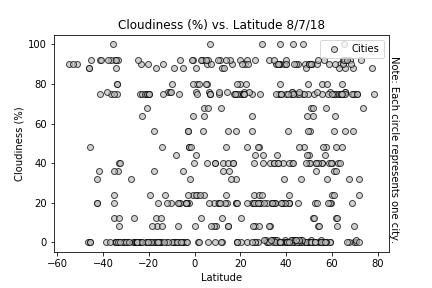 Cloudiness (%) vs. Latitude 8/7/18
Cities
100
80
60
40
20
0
Cloudiness (%)
−60
−40
−20
0
20
40
60
80
Latitude
Note: Each circle represents one city.